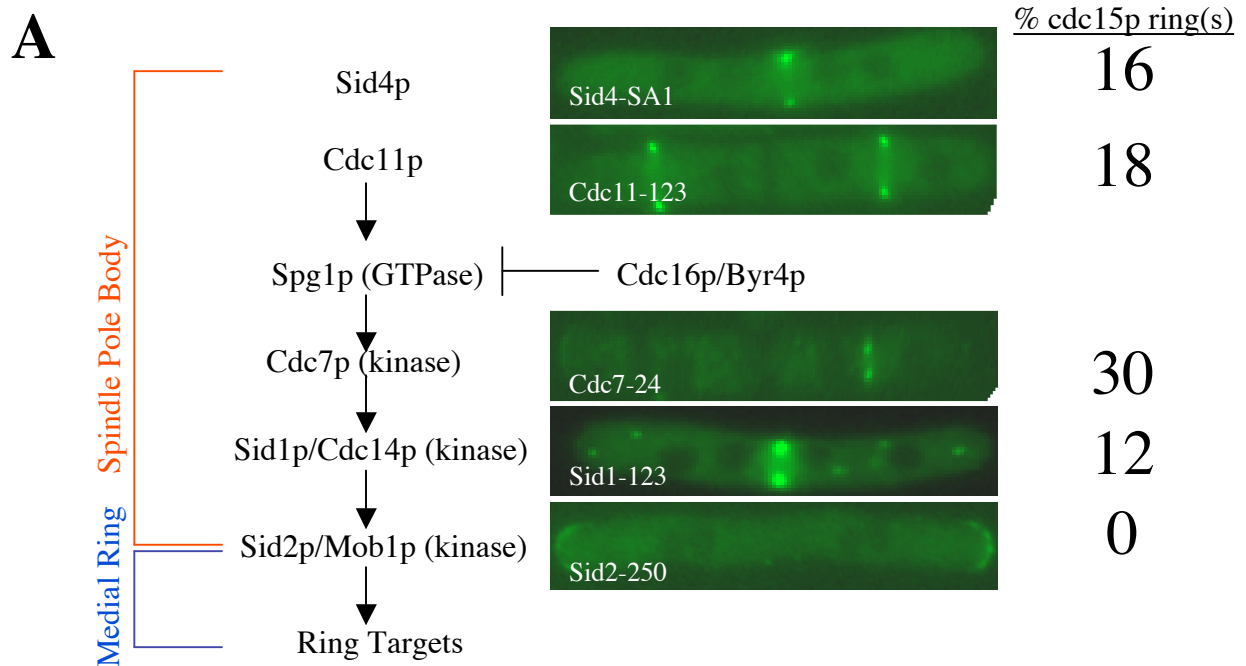 A
% cdc15p ring(s)
Sid4p
Sid4-SA1
16
Cdc11p
Cdc11-123
18
Spg1p (GTPase)
Cdc16p/Byr4p
Cdc7p (kinase)
Cdc7-24
30
Sid1p/Cdc14p (kinase)
Sid1-123
12
Sid2p/Mob1p (kinase)
Sid2-250
0
Ring Targets
Spindle Pole Body
Medial Ring